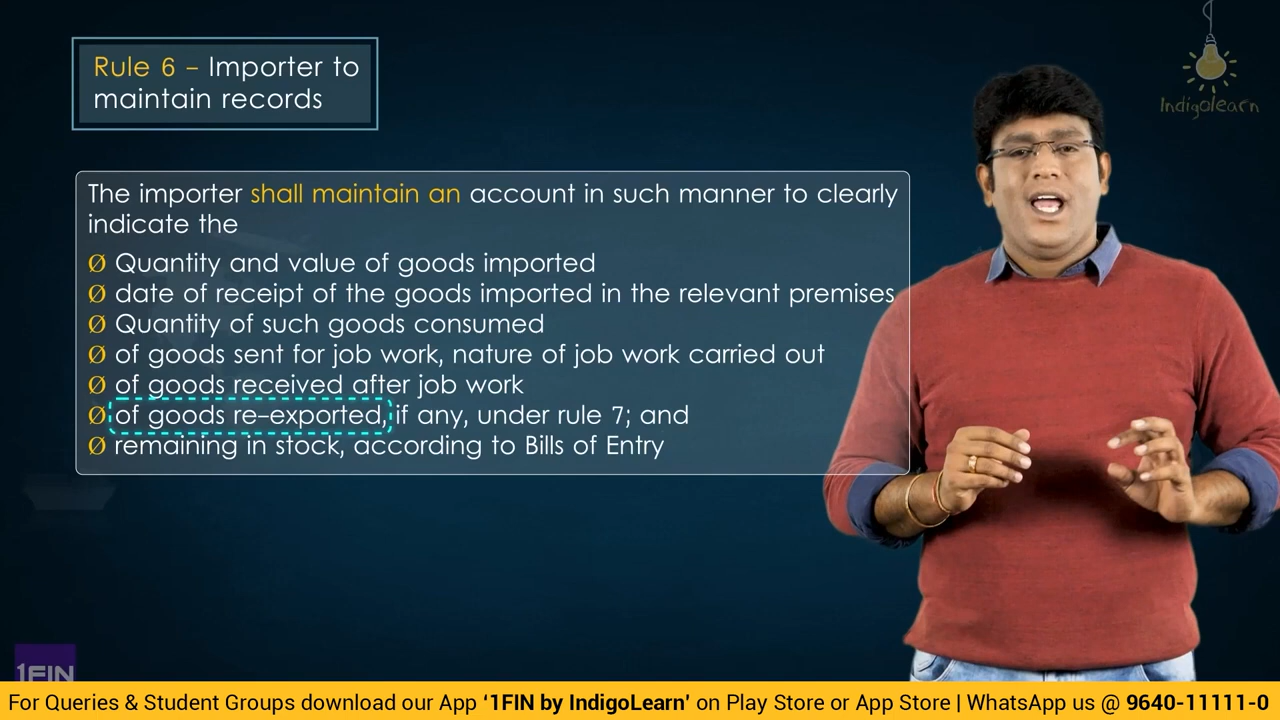 Rule 6 – Importer to
maintain records
Indigolearn
The importer shall maintain an account in such manner to clearly
indicate the
Ø Quantity and value of goods imported
Ø date of receipt of the goods imported in the relevant premises
Ø Quantity of such goods consumed
Ø of goods sent for job work, nature of job work carried out
Ø of goods received after job work
Ø of goods re–exported, if any, under rule 7; and
Ø remaining in stock, according to Bills of Entry
1FIN
For Queries & Student Groups download our App ‘1FIN by IndigoLearn’ on Play Store or App Store | WhatsApp us @ 9640-11111-0